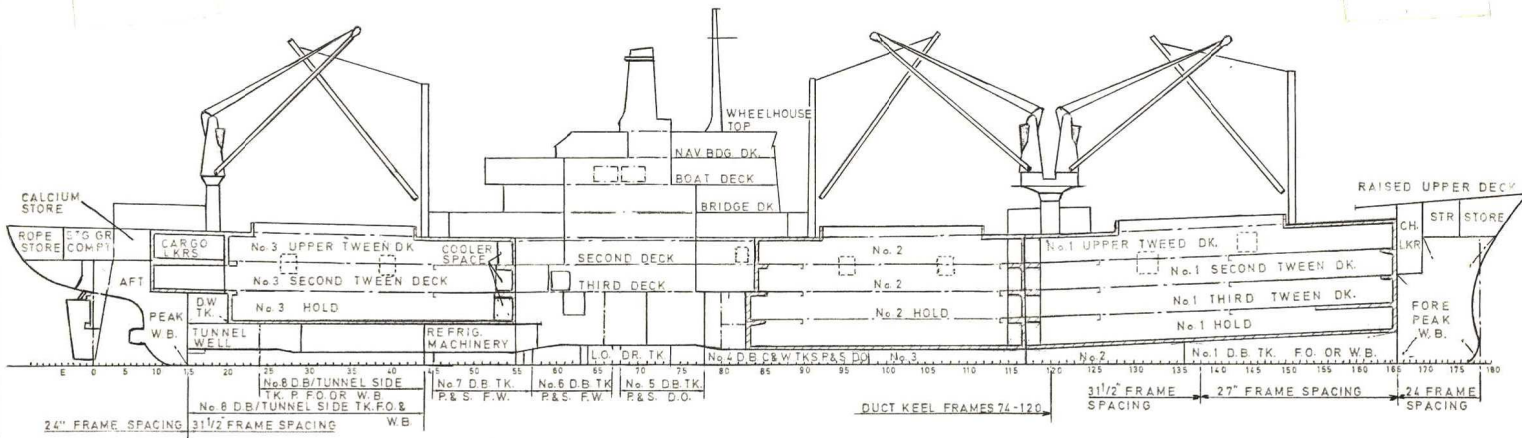 WHEELHOUSE
TOP
NAV. BDG. DK.
BOAT DECK
BRIDGE DK
RAISED UPPER DECK
CALCIUM
STORE
ROPE
STORE
STG GR
COMPT
CARGO
LKRS
No. 3 UPPER TWEEN DK
COOLER
SPACE
SECOND DECK
No. 2
No. 1 UPPER TWEED DK.
CH.
LKR
STR
STORE
AFT
No. 3 SECOND TWEEN DECK
THIRD DECK
No. 2
No. 1 SECOND TWEEN DK.
D.W.
TK.
No. 3 HOLD
No. 2 HOLD
No. 1 THIRD TWEEN DK.
PEAK
W.B.
TUNNEL
WELL
REFRIG.
MACHINERY
No. 1 HOLD
FORE
PEAK
W.B.
L.O. DR. TK
No. 4 D.B. C & W. TKS P. & S. D.O.
No. 3
No. 2
No. 1 D.B. TK. F.O. OR W.B.
E 0 5 10 15 20 25 30 35 40 45 50 55 60 65 70 75 80 85 90 95 100 105 110 115 120 125 130 135 140 145 150 155 160 165 170 175 180
No. 8 D.B/TUNNEL SIDE
TK. P. F.O. OR W.B
No. 8 D.B/TUNNEL SIDE TK. F.O. &
W.B.
No. 7 D.B TK.
P. & S. F.W.
No. 6 D.B. TK
P. & S. F.W.
No. 5 D.B. TK.
P. & S. D.O.
DUCT KEEL FRAMES 74-120
31 1/2" FRAME
SPACING
27" FRAME SPACING
24 FRAME
SPACING
24" FRAME SPACING
31 1/2" FRAME SPACING